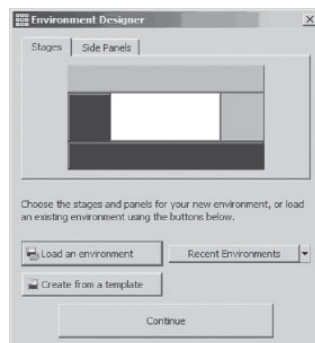 Environment Designer
Stages Side Panels
Choose the stages and panels for your new environment, or load
an existing environment using the buttons below.
Load an environment Recent Environments
Create from a template
Continue